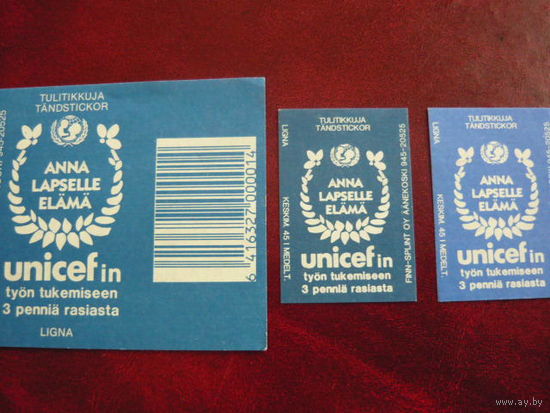 TULITIKKUJA
TÄNDSTICKOR
945-20525
ANNA
LAPSELLE
ELÄMÄ
unicef in
työn tukemiseen
3 penniä rasiasta
LIGNA
6 416327 000014
TULITIKKUJA
TÄNDSTICKOR
LIGNA
KESKIM 45 I MEDELT.
ANNA
LAPSELLE
ELÄMÄ
FINN-SPLINT OY ÄÄNEKOSKI 945-20525
unicef in
työn tukemiseen
3 penniä rasiasta
TULITIKKUJA
TÄNDSTICKOR
LIGNA
KESKIM 45 I MEDELT.
ANNA
LAPSELLE
ELÄMÄ
unicef in
työn tukemiseen
3 penniä rasiasta
www.ay.by